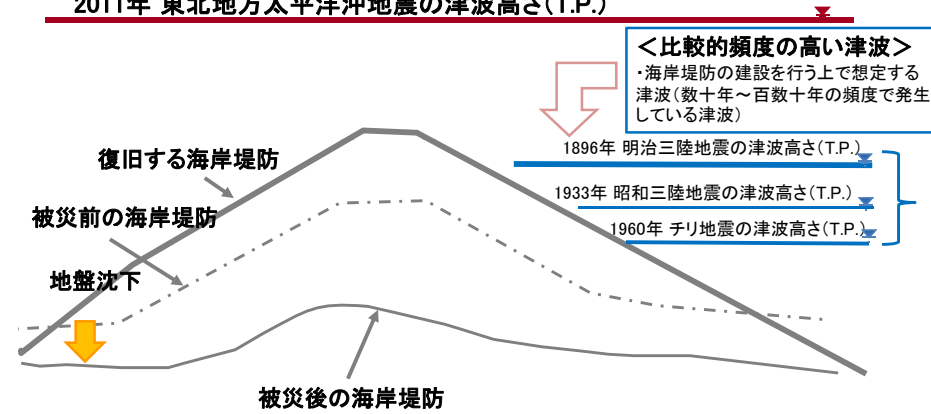 2011年 東北地方太平洋沖地震の津波高さ(T.P.)
＜比較的頻度の高い津波＞
・海岸堤防の建設を行う上で想定する
津波(数十年～百数十年の頻度で発生
している津波)
1896年 明治三陸地震の津波高さ(T.P.)
復旧する海岸堤防
1933年 昭和三陸地震の津波高さ(T.P.)
被災前の海岸堤防
1960年 チリ地震の津波高さ(T.P.)
地盤沈下
被災後の海岸堤防